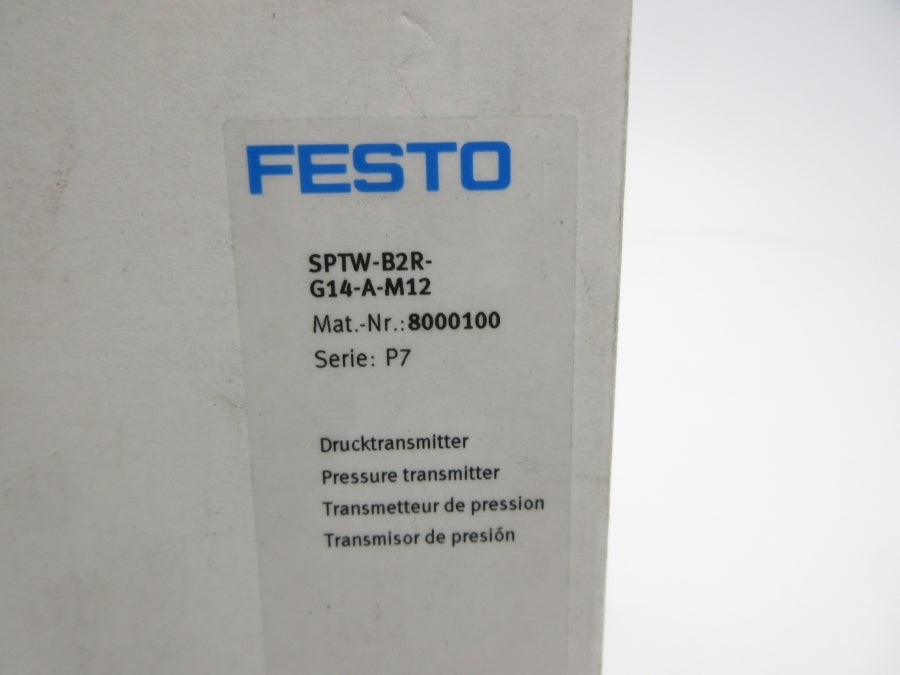 FESTO
SPTW-B2R-
G14-A-M12
Mat.-Nr.:8000100
Serie: P7
Drucktransmitter
Pressure transmitter
Transmetteur de pression
Transmisor de presión